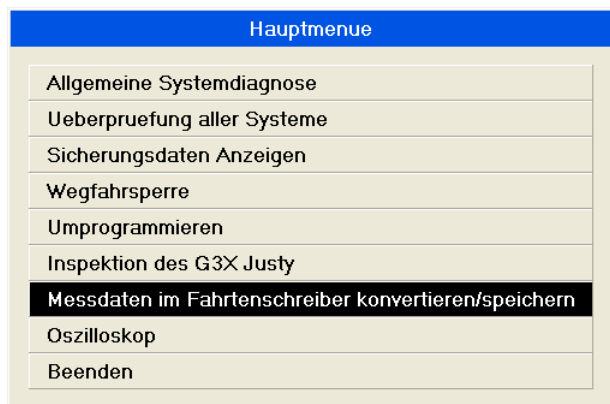 Hauptmenue
Allgemeine Systemdiagnose
Ueberpruefung aller Systeme
Sicherungsdaten Anzeigen
Wegfahrsperre
Umprogrammieren
Inspektion des G3X Justy
Messdaten im Fahrtenschreiber konvertieren/speichern
Oszilloskop
Beenden